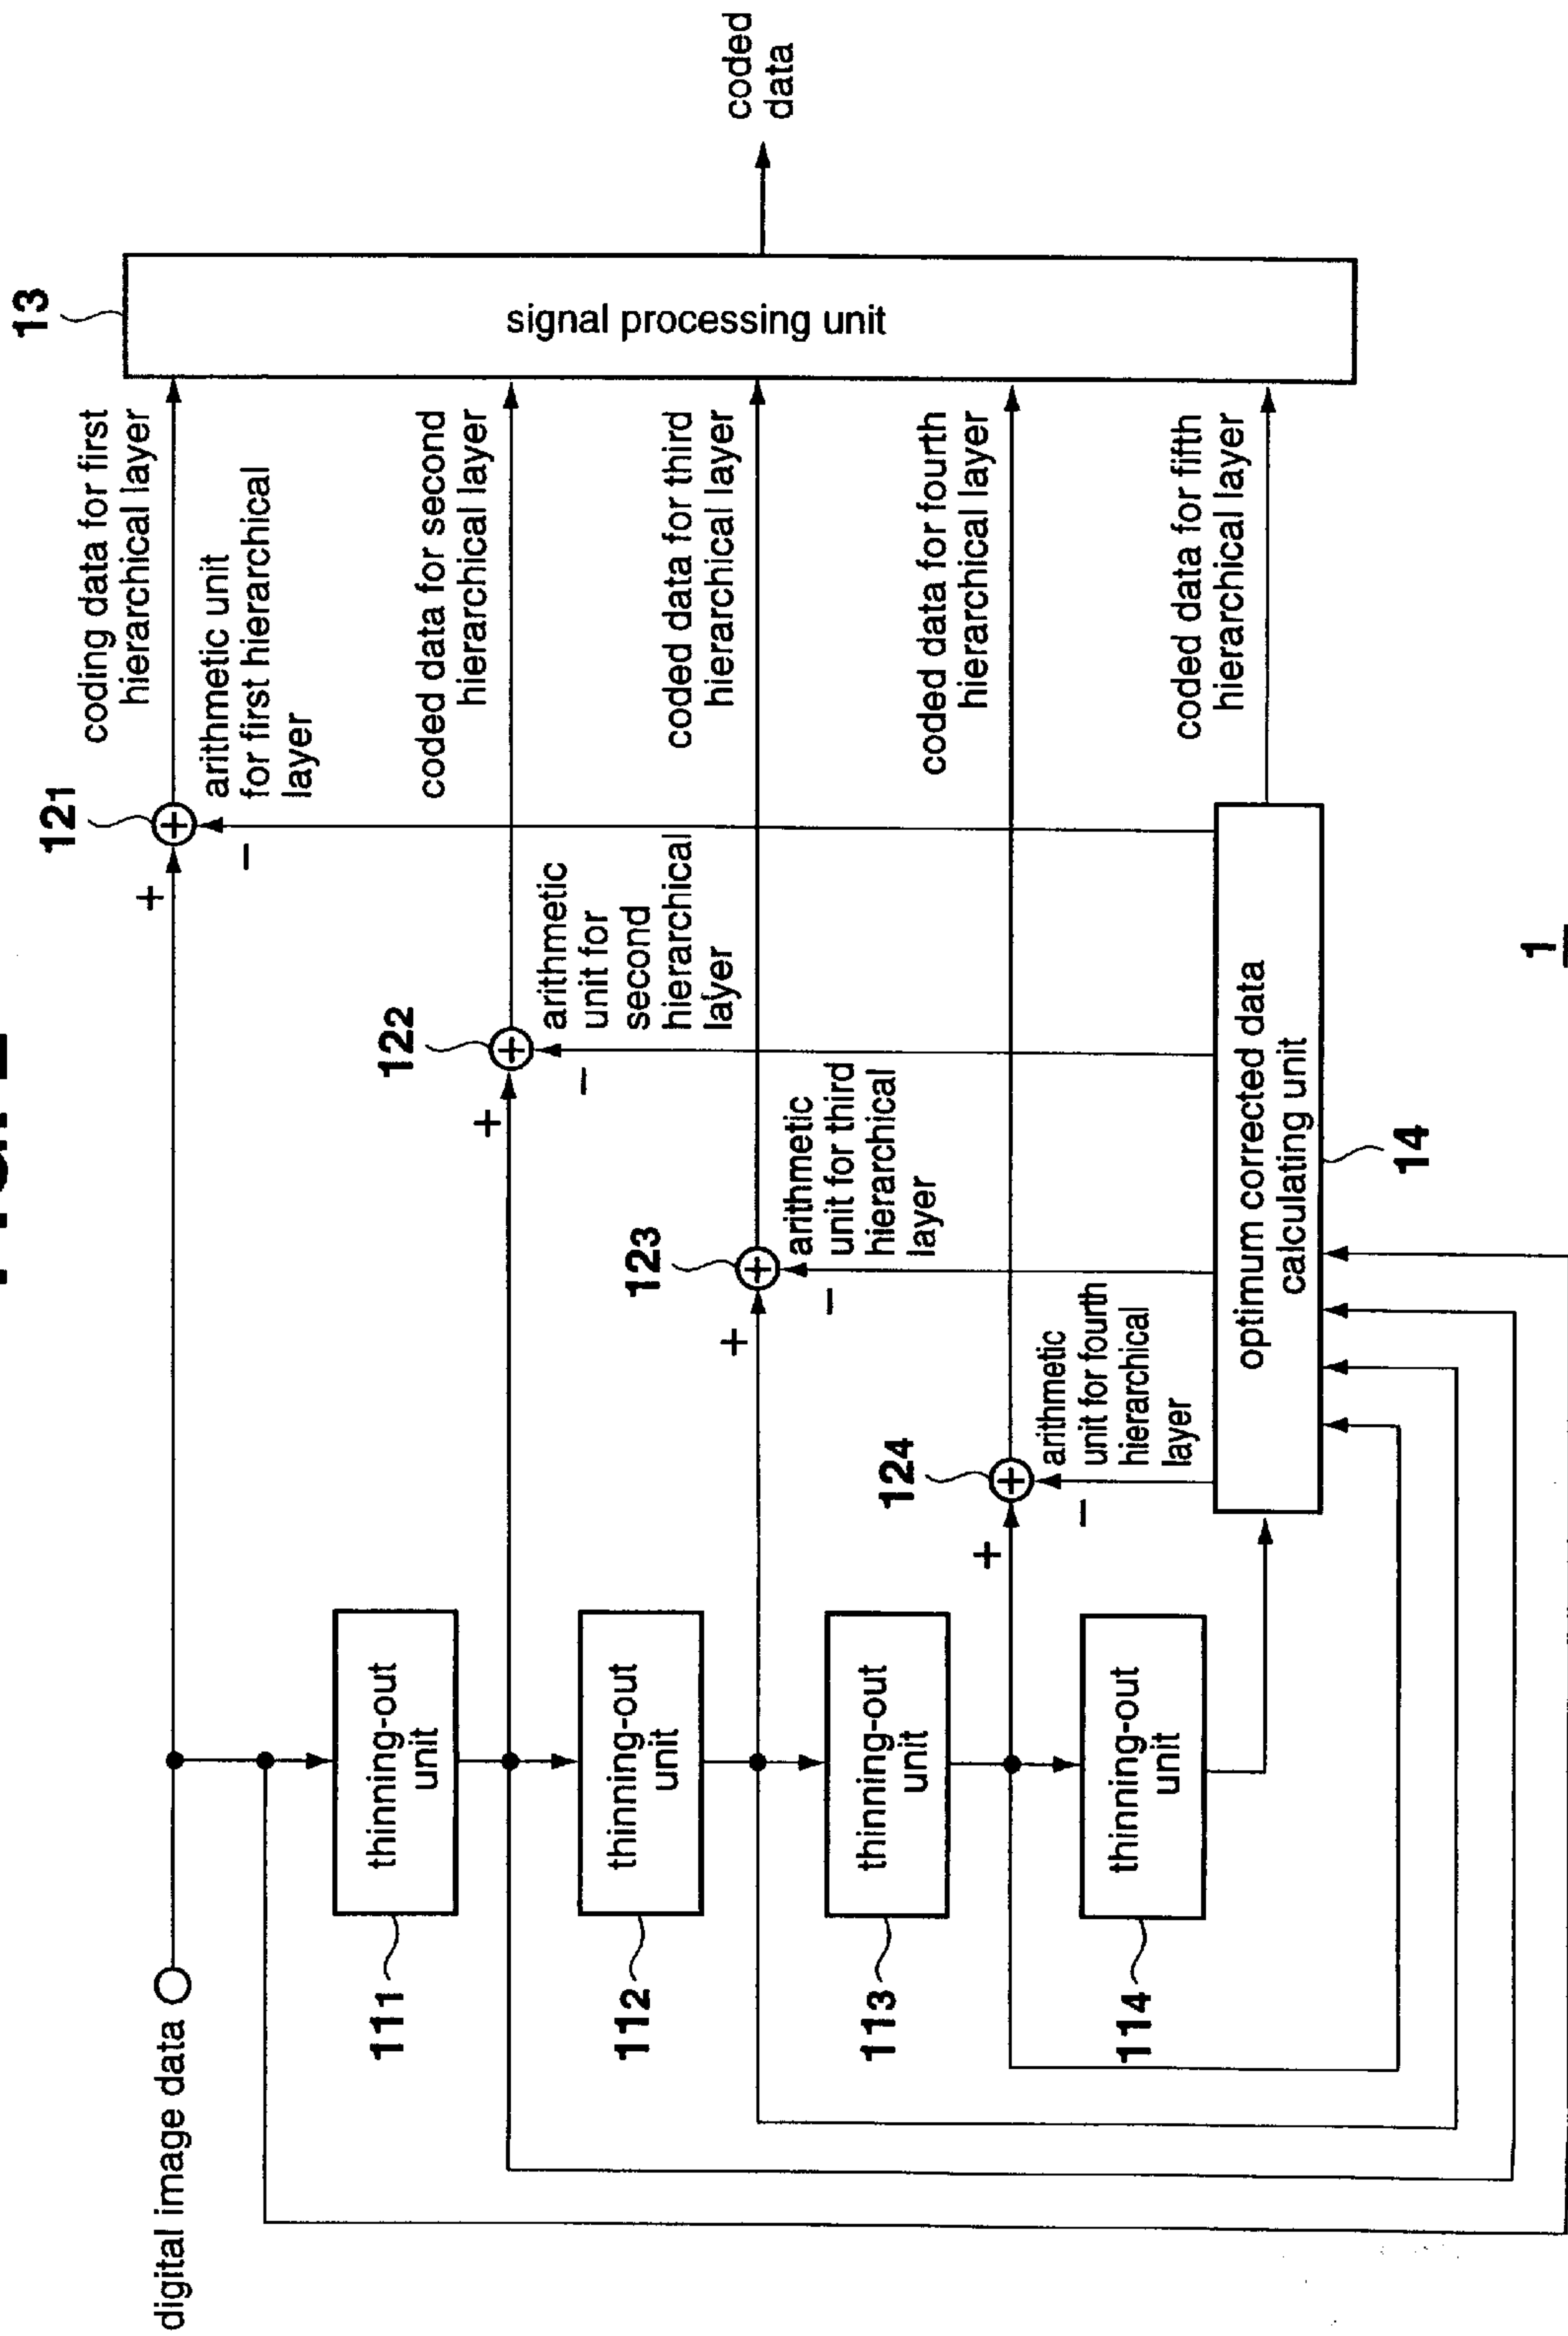 digital image data
13
signal processing unit
coded
data
coding data for first
hierarchical layer
121
+
−
arithmetic unit
for first hierarchical
layer
coded data for second
hierarchical layer
122
+
−
arithmetic
unit for
second
hierarchical
layer
coded data for third
hierarchical layer
123
+
−
arithmetic
unit for third
hierarchical
layer
coded data for fourth
hierarchical layer
124
+
−
arithmetic
unit for fourth
hierarchical
layer
coded data for fifth
hierarchical layer
thinning-out
unit
111
thinning-out
unit
112
thinning-out
unit
113
thinning-out
unit
114
optimum corrected data
calculating unit
14
1